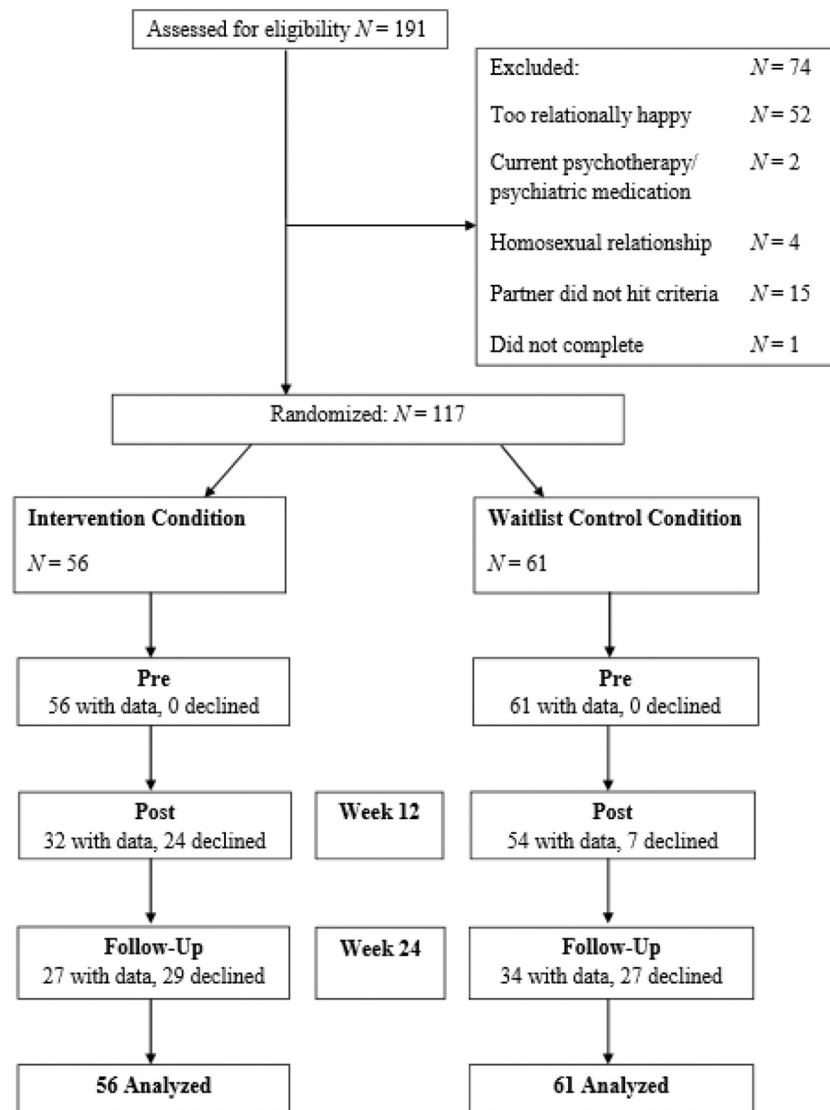 Assessed for eligibility N = 191
Excluded: N = 74
Too relationally happy N = 52
Current psychotherapy/ N = 2
psychiatric medication
Homosexual relationship N = 4
Partner did not hit criteria N = 15
Did not complete N = 1
Randomized: N = 117
Intervention Condition
N = 56
Waitlist Control Condition
N = 61
Pre
56 with data, 0 declined
Pre
61 with data, 0 declined
Post
32 with data, 24 declined
Week 12
Post
54 with data, 7 declined
Follow-Up
27 with data, 29 declined
Week 24
Follow-Up
34 with data, 27 declined
56 Analyzed
61 Analyzed